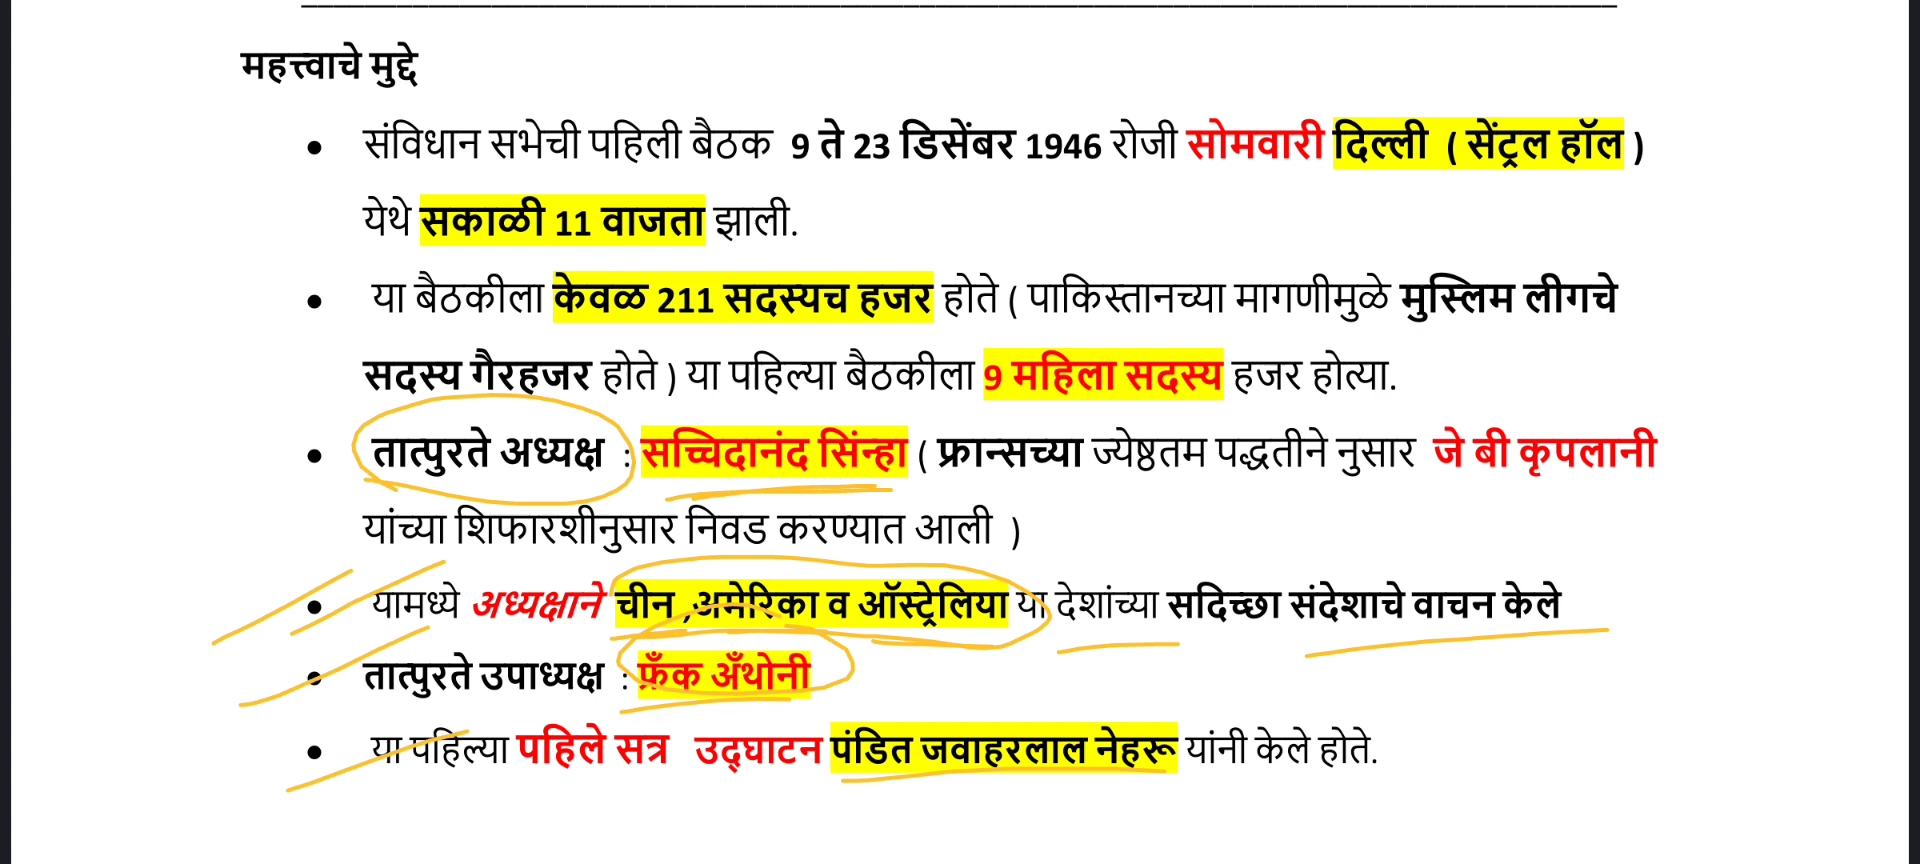 महत्त्वाचे मुद्दे
• संविधान सभेची पहिली बैठक 9 ते 23 डिसेंबर 1946 रोजी सोमवारी दिल्ली ( सेंट्रल हॉल )
येथे सकाळी 11 वाजता झाली.
• या बैठकीला केवळ 211 सदस्यच हजर होते ( पाकिस्तानच्या मागणीमुळे मुस्लिम लीगचे
सदस्य गैरहजर होते ) या पहिल्या बैठकीला 9 महिला सदस्य हजर होत्या.
• तात्पुरते अध्यक्ष : सच्चिदानंद सिंन्हा ( फ्रान्सच्या ज्येष्ठतम पद्धतीने नुसार जे बी कृपलानी
यांच्या शिफारशीनुसार निवड करण्यात आली )
• यामध्ये अध्यक्षाने चीन ,अमेरिका व ऑस्ट्रेलिया या देशांच्या सदिच्छा संदेशाचे वाचन केले
• तात्पुरते उपाध्यक्ष : फ्रँक अँथोनी
• या पहिल्या पहिले सत्र उद्घाटन पंडित जवाहरलाल नेहरू यांनी केले होते.